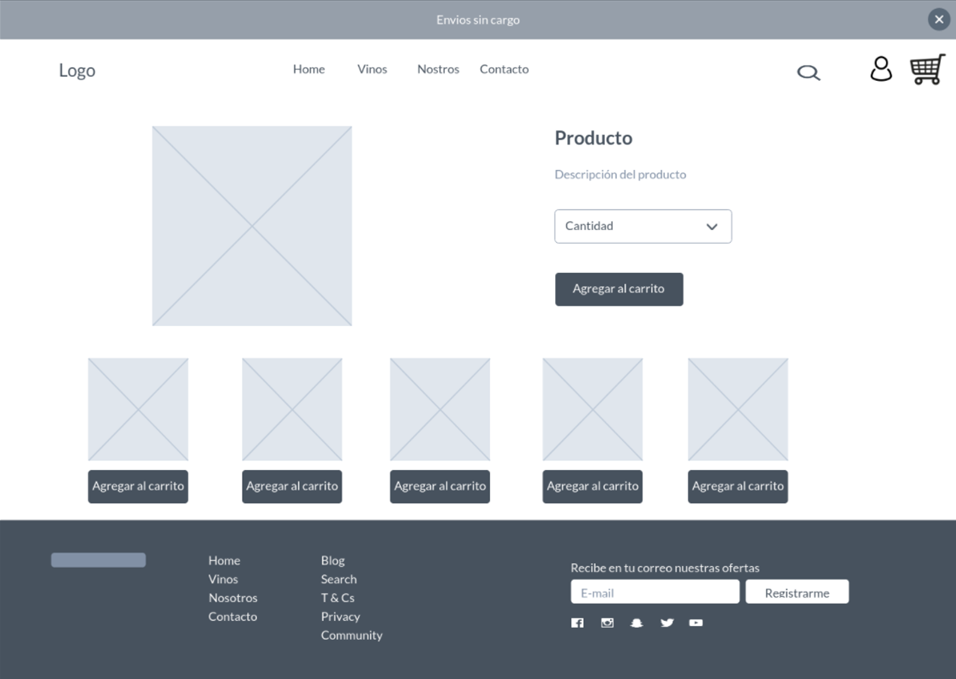 Envios sin cargo
Logo
Home Vinos Nostros Contacto
Producto
Descripción del producto
Cantidad
Agregar al carrito
Agregar al carrito Agregar al carrito Agregar al carrito Agregar al carrito Agregar al carrito
Home
Vinos
Nosotros
Contacto
Blog
Search
T & Cs
Privacy
Community
Recibe en tu correo nuestras ofertas
E-mail Registrarme